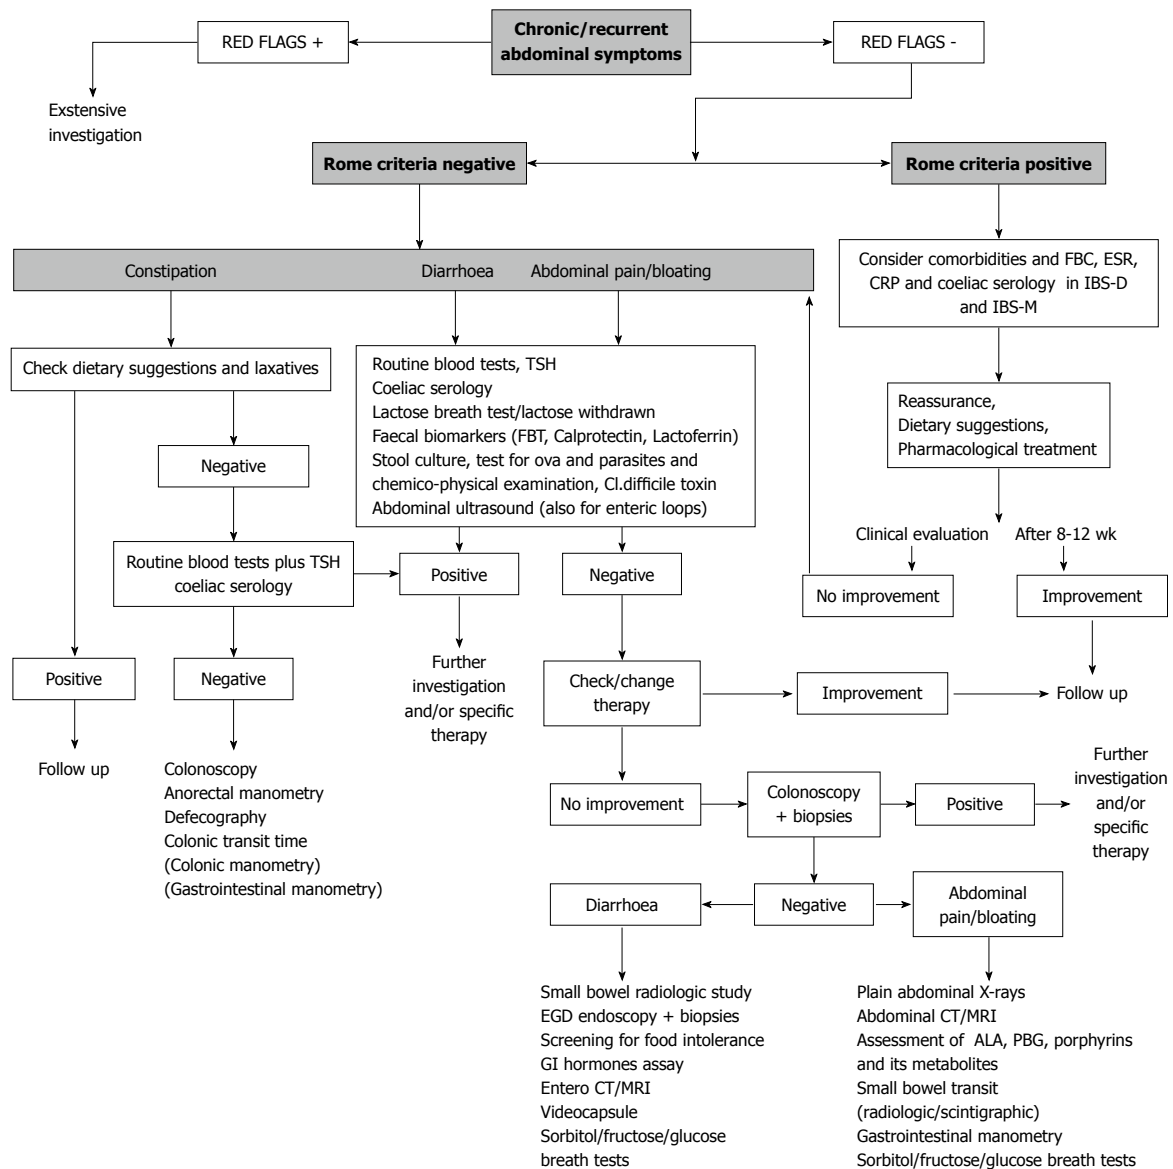 RED FLAGS +
Chronic/recurrent
abdominal symptoms
RED FLAGS -
Exstensive
investigation
Rome criteria negative
Rome criteria positive
Constipation
Diarrhoea
Abdominal pain/bloating
Consider comorbidities and FBC, ESR,
CRP and coeliac serology in IBS-D
and IBS-M
Check dietary suggestions and laxatives
Routine blood tests, TSH
Coeliac serology
Lactose breath test/lactose withdrawn
Faecal biomarkers (FBT, Calprotectin, Lactoferrin)
Stool culture, test for ova and parasites and
chemico-physical examination, Cl.difficile toxin
Abdominal ultrasound (also for enteric loops)
Reassurance,
Dietary suggestions,
Pharmacological treatment
Negative
Clinical evaluation
After 8-12 wk
Routine blood tests plus TSH
coeliac serology
Positive
Negative
No improvement
Improvement
Positive
Negative
Further
investigation
and/or specific
therapy
Check/change
therapy
Improvement
Follow up
Follow up
Colonoscopy
Anorectal manometry
Defecography
Colonic transit time
(Colonic manometry)
(Gastrointestinal manometry)
No improvement
Colonoscopy
+ biopsies
Positive
Further
investigation
and/or
specific
therapy
Diarrhoea
Negative
Abdominal
pain/bloating
Small bowel radiologic study
EGD endoscopy + biopsies
Screening for food intolerance
GI hormones assay
Entero CT/MRI
Videocapsule
Sorbitol/fructose/glucose
breath tests
Plain abdominal X-rays
Abdominal CT/MRI
Assessment of ALA, PBG, porphyrins
and its metabolites
Small bowel transit
(radiologic/scintigraphic)
Gastrointestinal manometry
Sorbitol/fructose/glucose breath tests